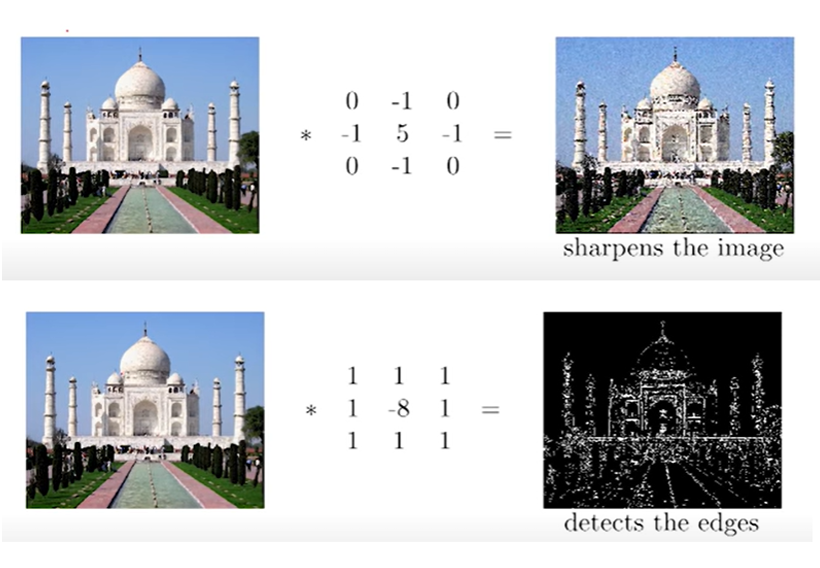 0 -1 0
* -1 5 -1 =
0 -1 0
sharpens the image
1 1 1
* 1 -8 1 =
1 1 1
detects the edges